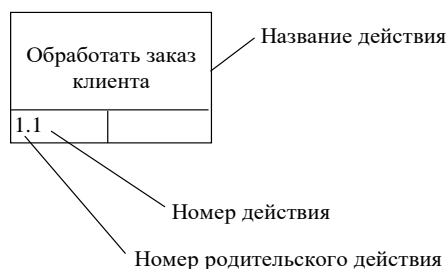 Обработать заказ
клиента
Название действия
1.1
Номер действия
Номер родительского действия